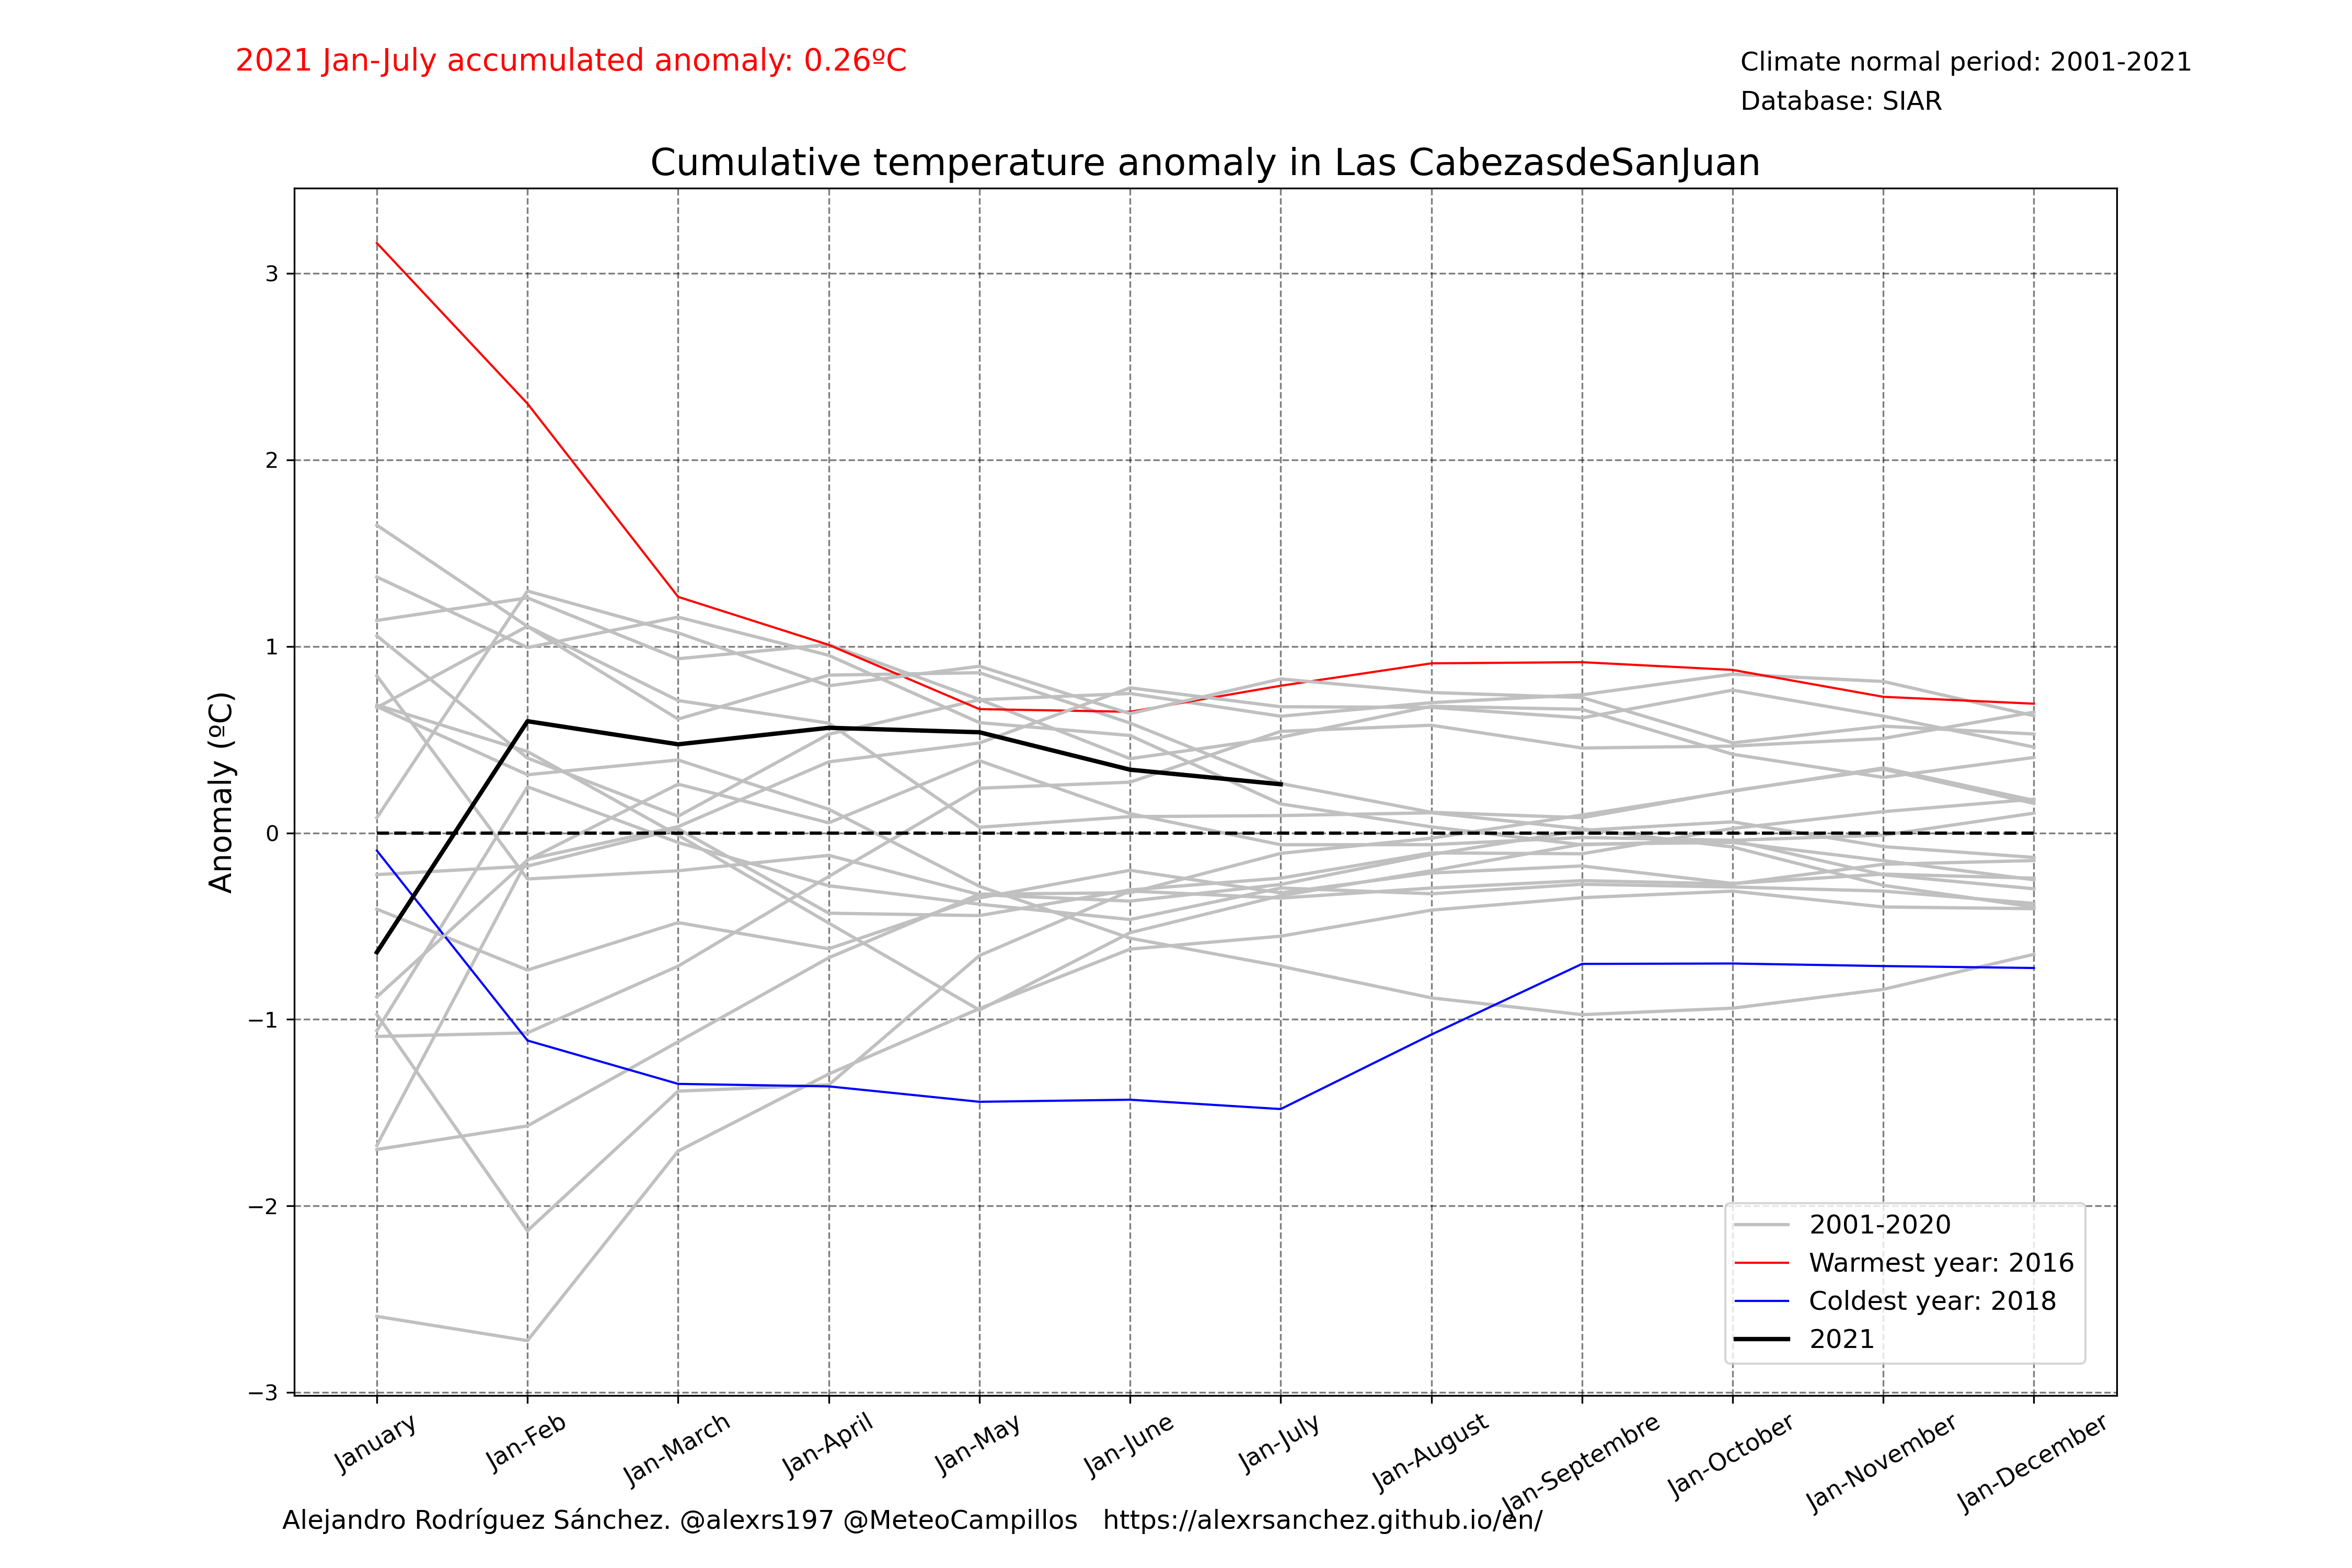 2021 Jan-July accumulated anomaly: 0.26ºC
Climate normal period: 2001-2021
Database: SIAR
Cumulative temperature anomaly in Las CabezasdeSanJuan
Anomaly (ºC)
3
2
1
0
−1
−2
−3
2001-2020
Warmest year: 2016
Coldest year: 2018
2021
January
Jan-Feb
Jan-March
Jan-April
Jan-May
Jan-June
Jan-July
Jan-August
Jan-Septembre
Jan-October
Jan-November
Jan-December
Alejandro Rodríguez Sánchez. @alexrs197 @MeteoCampillos https://alexrsanchez.github.io/en/